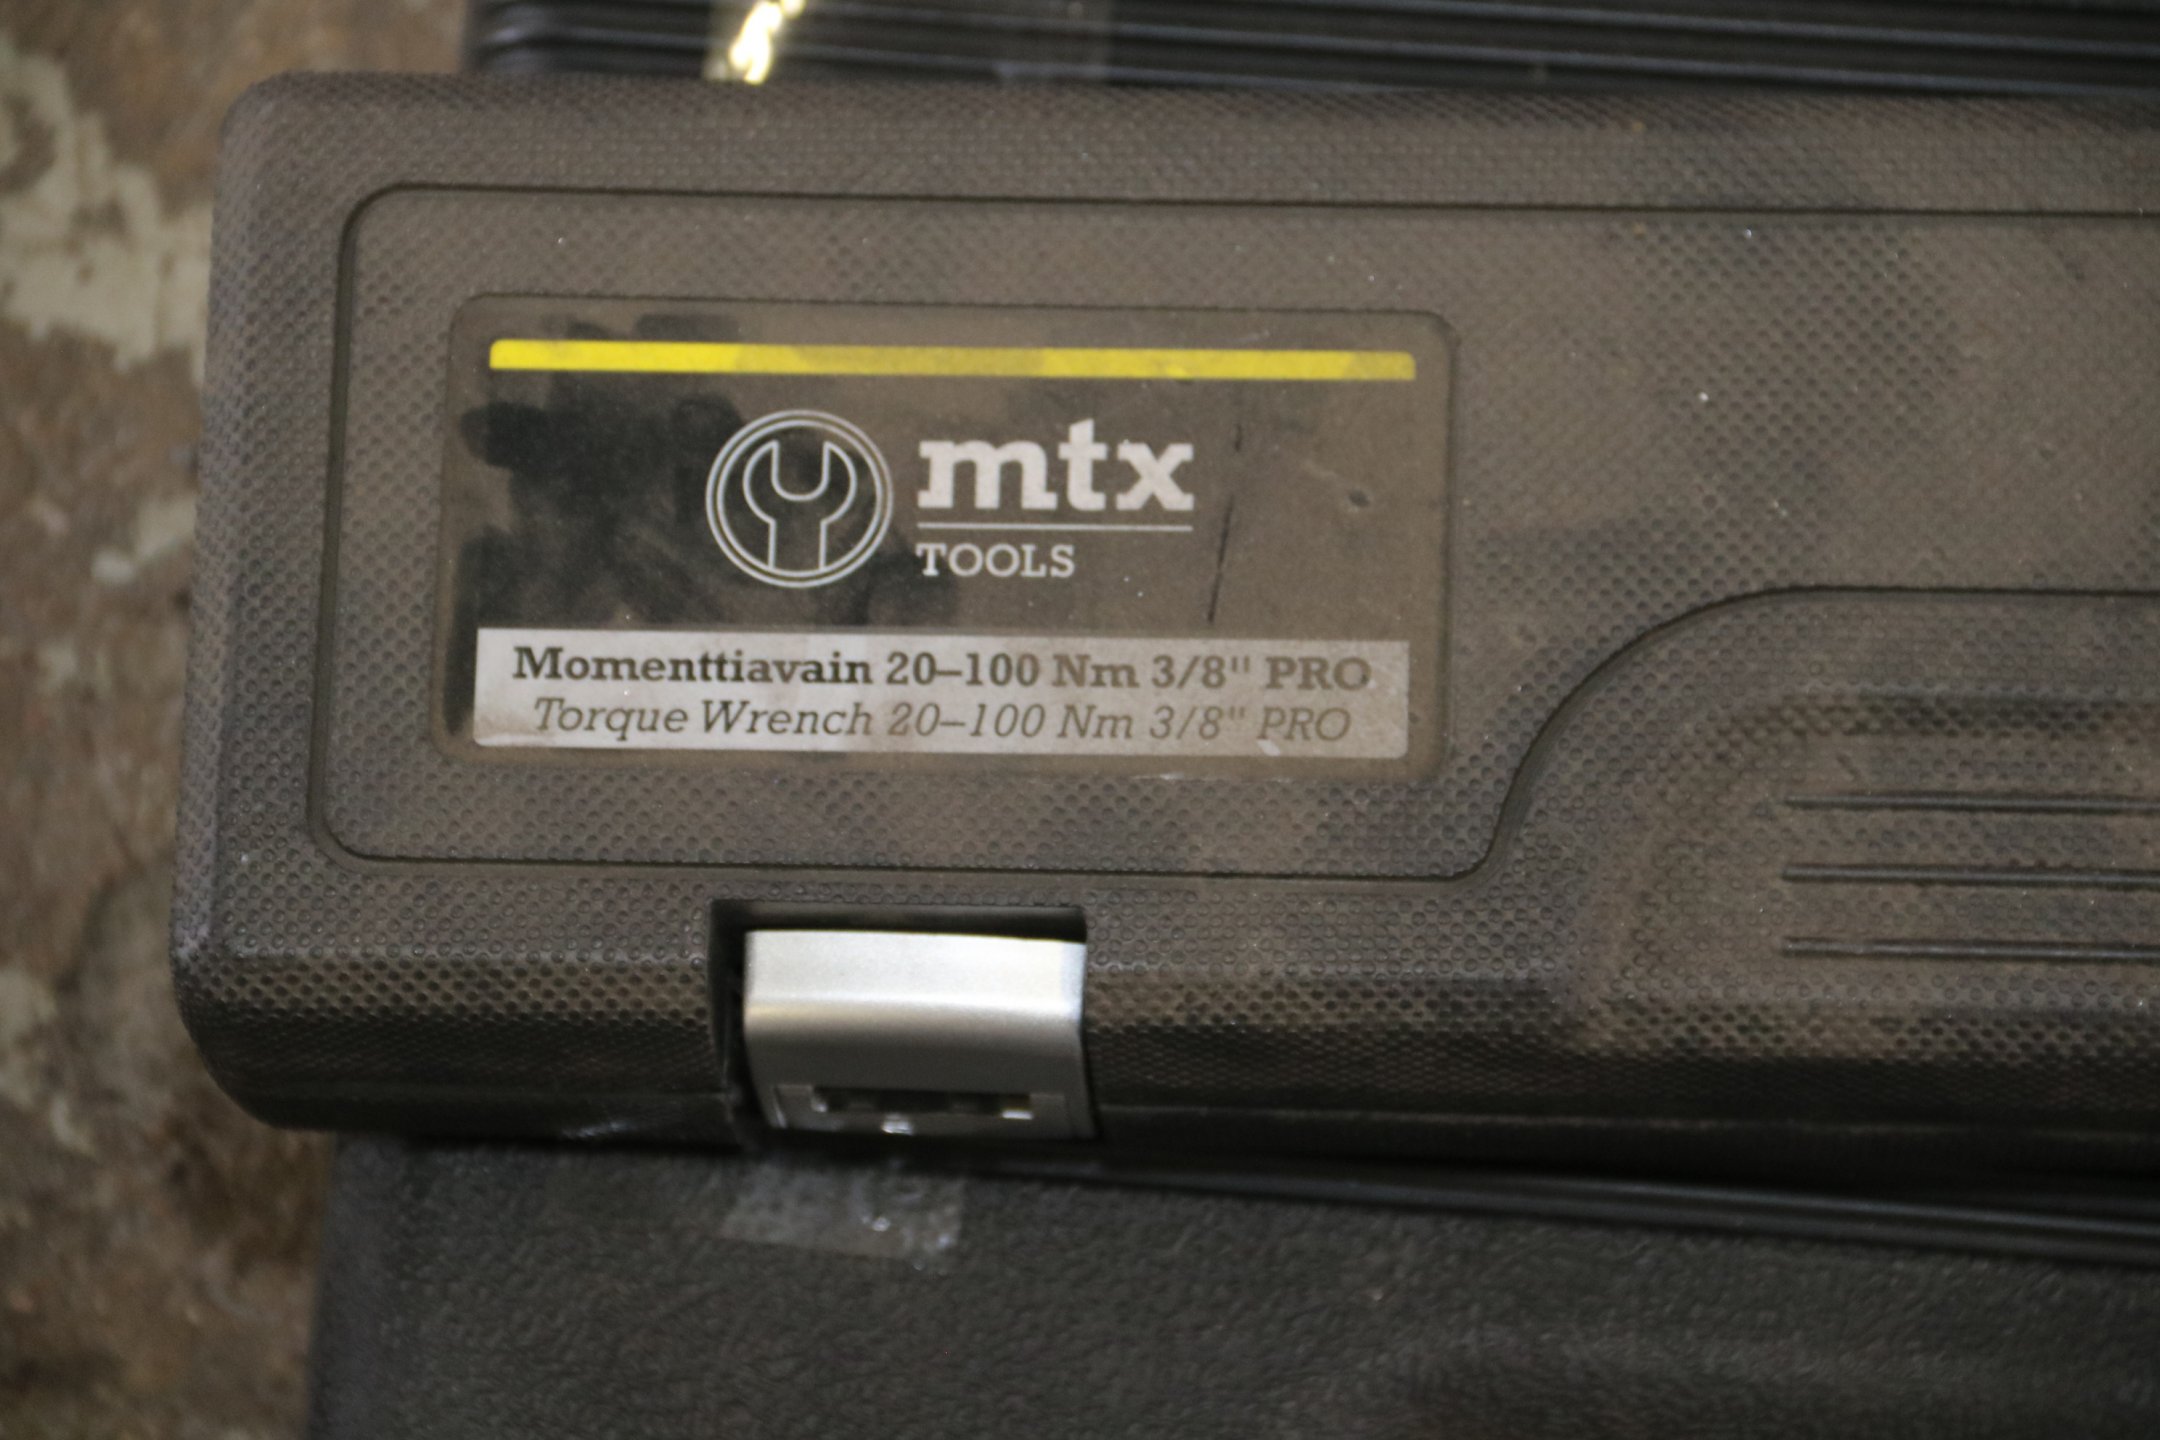 mtx
TOOLS
Momenttiavain 20–100 Nm 3/8" PRO
Torque Wrench 20–100 Nm 3/8" PRO